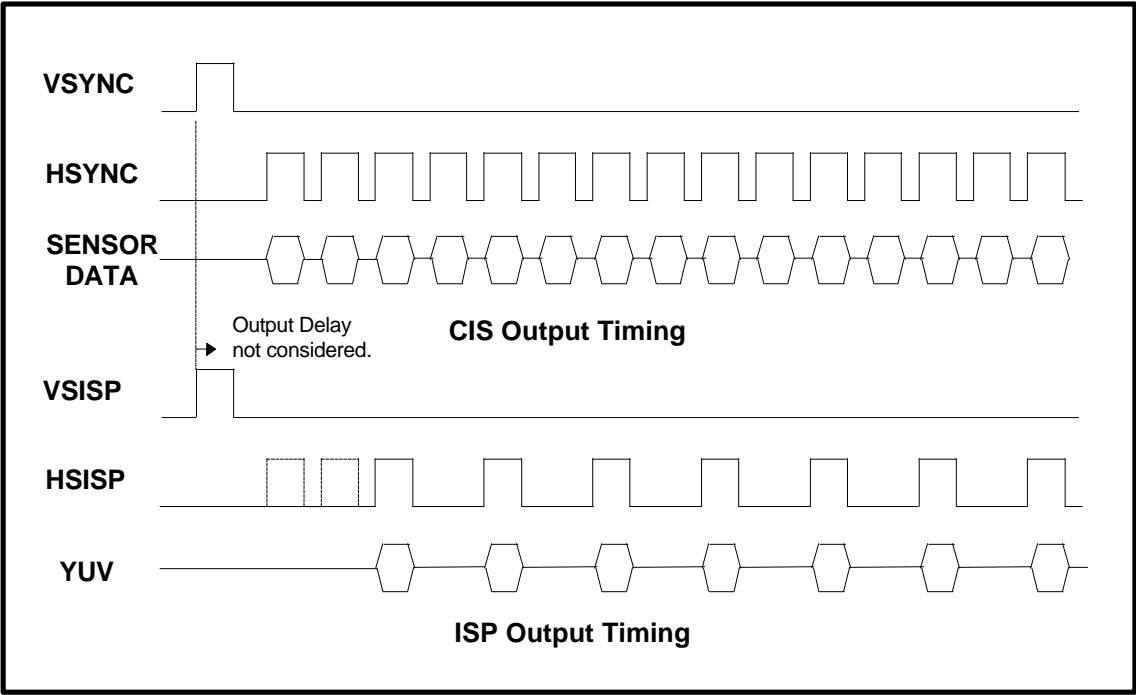 VSYNC
HSYNC
SENSOR
DATA
Output Delay
not considered.
CIS Output Timing
VSISP
HSISP
YUV
ISP Output Timing